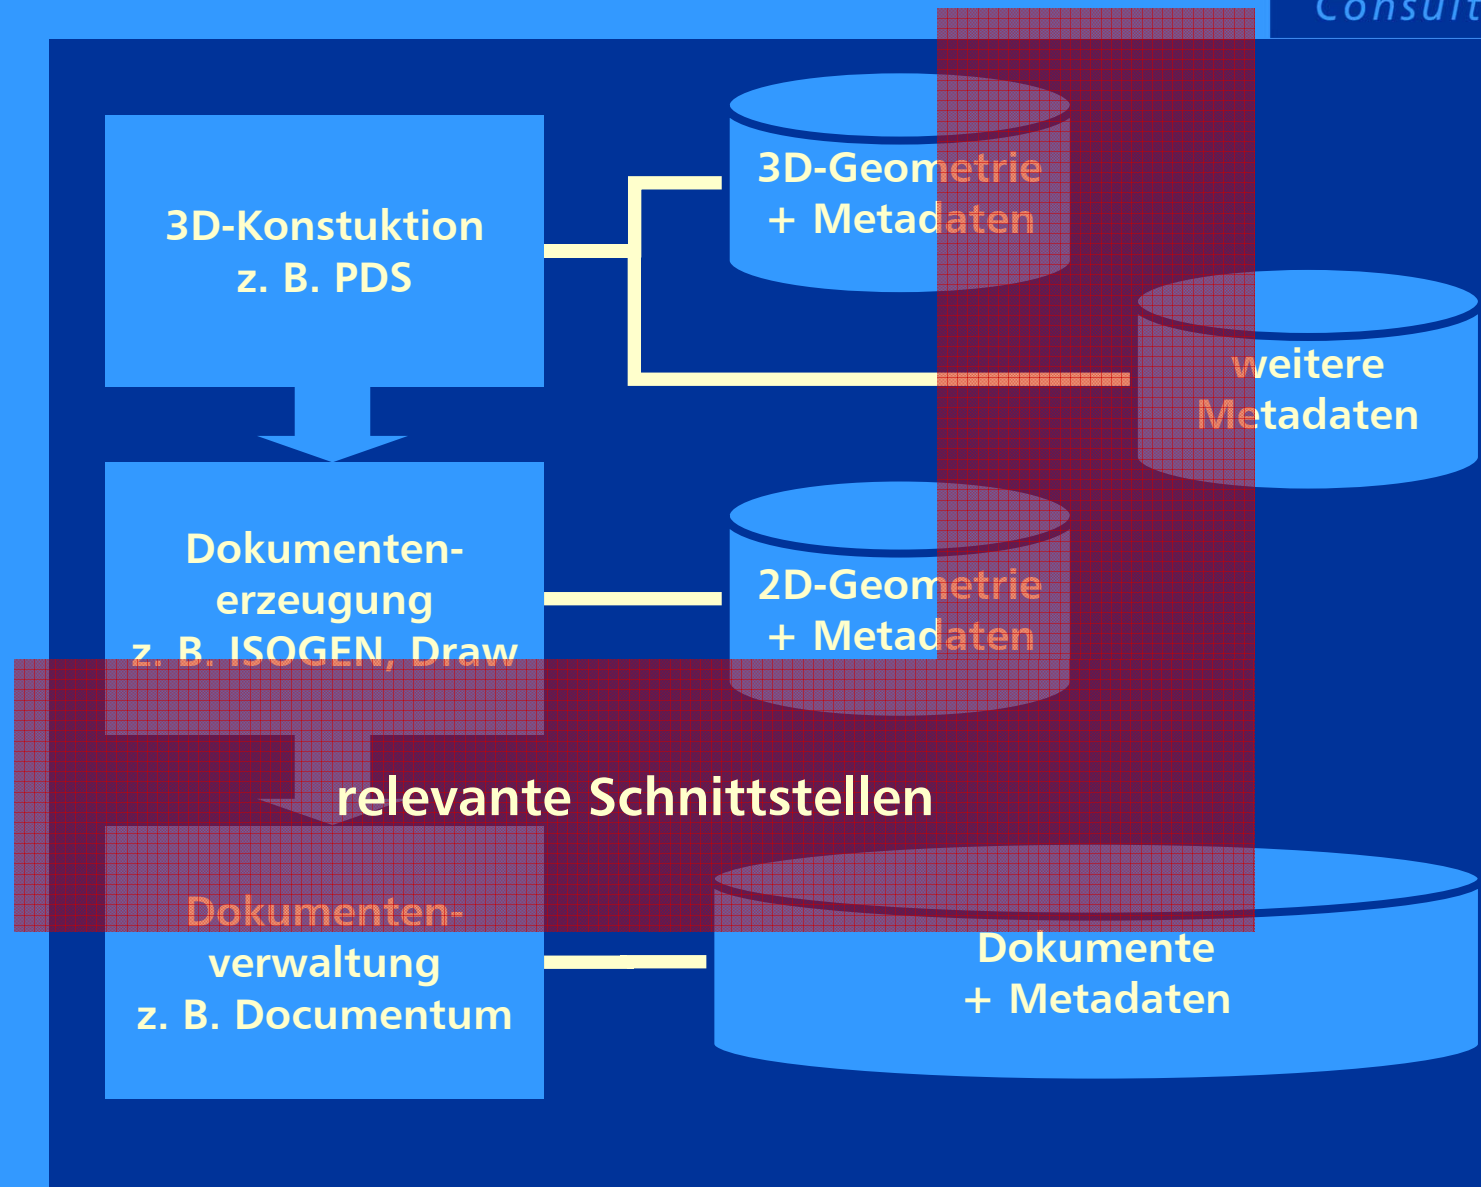 Consult
3D-Konstuktion
z. B. PDS
3D-Geometrie
+ Metadaten
weitere
Metadaten
Dokumenten-
erzeugung
z. B. ISOGEN, Draw
2D-Geometrie
+ Metadaten
relevante Schnittstellen
Dokumenten-
verwaltung
z. B. Documentum
Dokumente
+ Metadaten